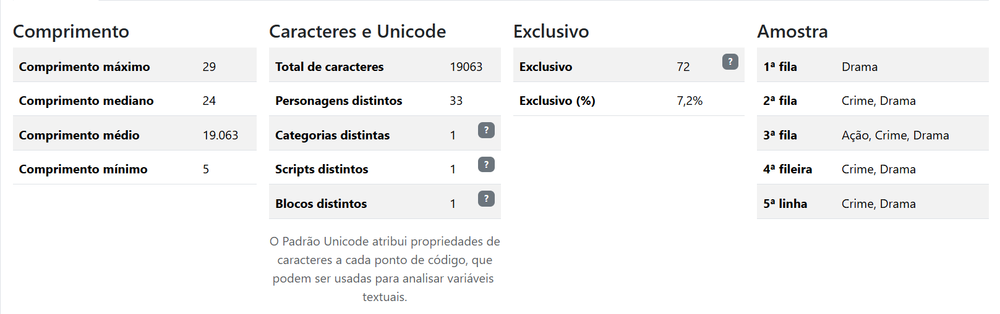 Comprimento
Comprimento máximo 29
Comprimento mediano 24
Comprimento médio 19.063
Comprimento mínimo 5
Caracteres e Unicode
Total de caracteres 19063
Personagens distintos 33
Categorias distintas 1 ?
Scripts distintos 1 ?
Blocos distintos 1 ?
O Padrão Unicode atribui propriedades de
caracteres a cada ponto de código, que
podem ser usadas para analisar variáveis
textuais.
Exclusivo
Exclusivo 72 ?
Exclusivo (%) 7,2%
Amostra
1ª fila Drama
2ª fila Crime, Drama
3ª fila Ação, Crime, Drama
4ª fileira Crime, Drama
5ª linha Crime, Drama